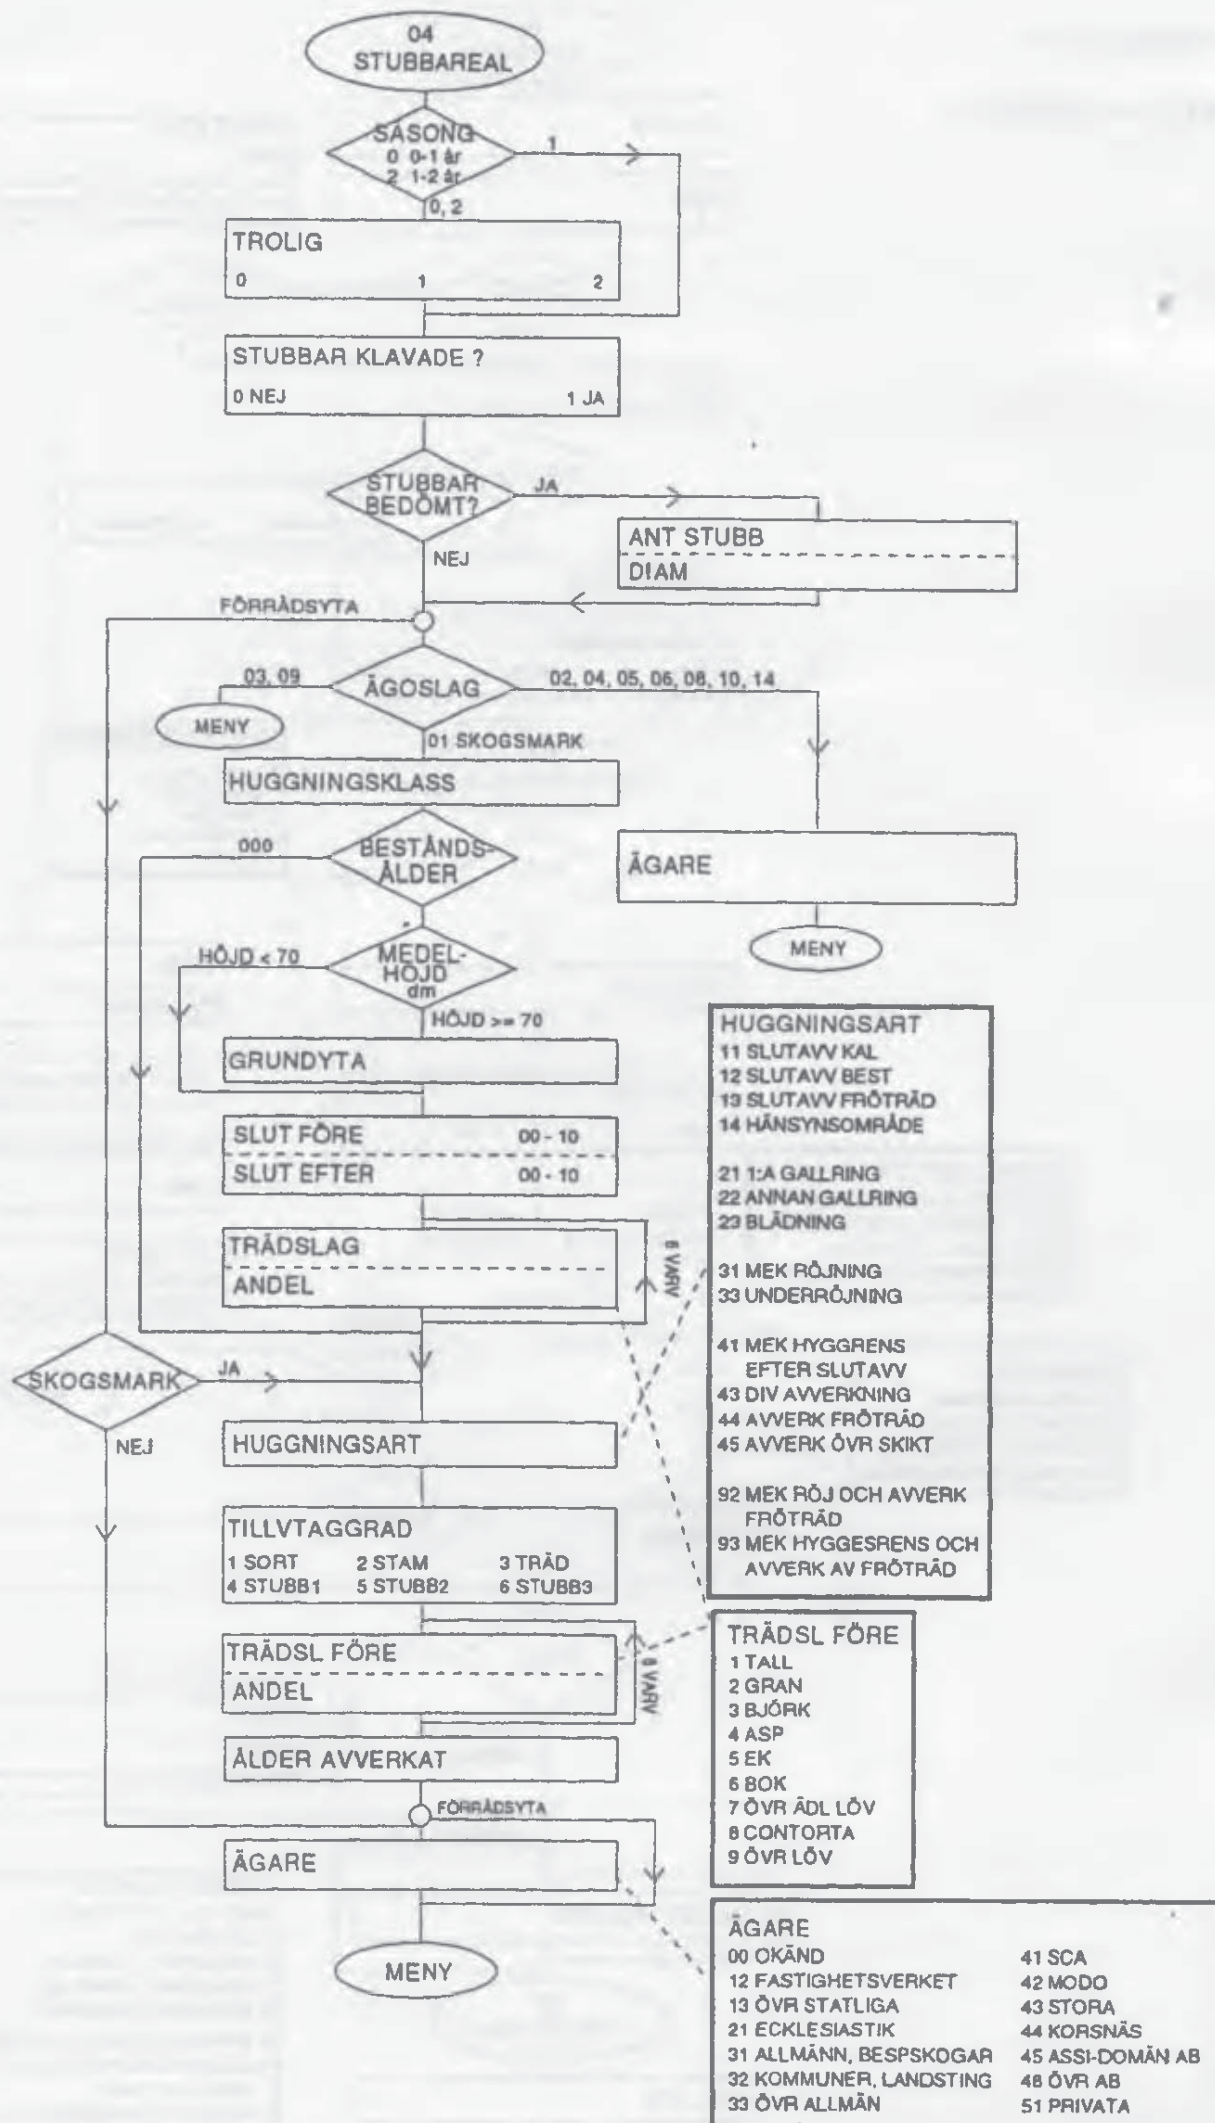 04
STUBBAREAL
SÄSONG
0 0-1 år
2 1-2 år
1
0, 2
TROLIG
0 1 2
STUBBAR KLAVADE ?
0 NEJ 1 JA
STUBBAR
BEDÖMT?
JA
NEJ
ANT STUBB
DIAM
FÖRRÅDSYTA
03, 09
ÄGOSLAG
02, 04, 05, 06, 08, 10, 14
MENY
01 SKOGSMARK
HUGGNINGSKLASS
000
BESTÅNDS-
ÅLDER
ÄGARE
MENY
HÖJD < 70
MEDEL-
HÖJD
dm
HÖJD >= 70
GRUNDYTA
SLUT FÖRE 00 - 10
SLUT EFTER 00 - 10
TRÄDSLAG
ANDEL
8 VARV
SKOGSMARK
JA
NEJ
HUGGNINGSART
TILLVTAGGRAD
1 SORT 2 STAM 3 TRÄD
4 STUBB1 5 STUBB2 6 STUBB3
TRÄDSL FÖRE
ANDEL
8 VARV
ÅLDER AVVERKAT
FÖRRÅDSYTA
ÄGARE
MENY
HUGGNINGSART
11 SLUTAVV KAL
12 SLUTAVV BEST
13 SLUTAVV FRÖTRÄD
14 HÄNSYNSOMRÅDE
21 1:A GALLRING
22 ANNAN GALLRING
23 BLÄDNING
31 MEK RÖJNING
33 UNDERRÖJNING
41 MEK HYGGRENS
EFTER SLUTAVV
43 DIV AVVERKNING
44 AVVERK FRÖTRÄD
45 AVVERK ÖVR SKIKT
92 MEK RÖJ OCH AVVERK
FRÖTRÄD
93 MEK HYGGESRENS OCH
AVVERK AV FRÖTRÄD
TRÄDSL FÖRE
1 TALL
2 GRAN
3 BJÖRK
4 ASP
5 EK
6 BOK
7 ÖVR ÄDL LÖV
8 CONTORTA
9 ÖVR LÖV
ÄGARE
00 OKÄND 41 SCA
12 FASTIGHETSVERKET 42 MODO
13 ÖVR STATLIGA 43 STORA
21 ECKLESIASTIK 44 KORSNÄS
31 ALLMÄNN, BESPSKOGAR 45 ASSI-DOMÄN AB
32 KOMMUNER, LANDSTING 48 ÖVR AB
33 ÖVR ALLMÄN 51 PRIVATA